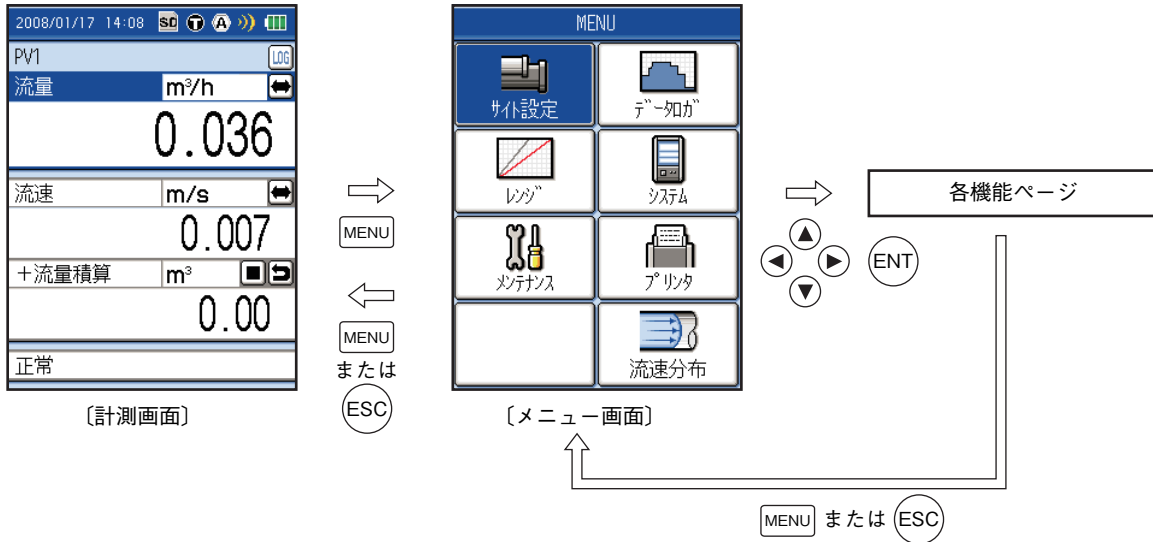 2008/01/17 14:08 SD T A
PV1 LOG
流量 m³/h
0.036
流速 m/s
0.007
+流量積算 m³
0.00
正常
〔計測画面〕
MENU
MENU
または
ESC
MENU
サイト設定 データロガ
レンジ システム
メンテナンス プリンタ
流速分布
〔メニュー画面〕
ENT
各機能ページ
MENU または ESC